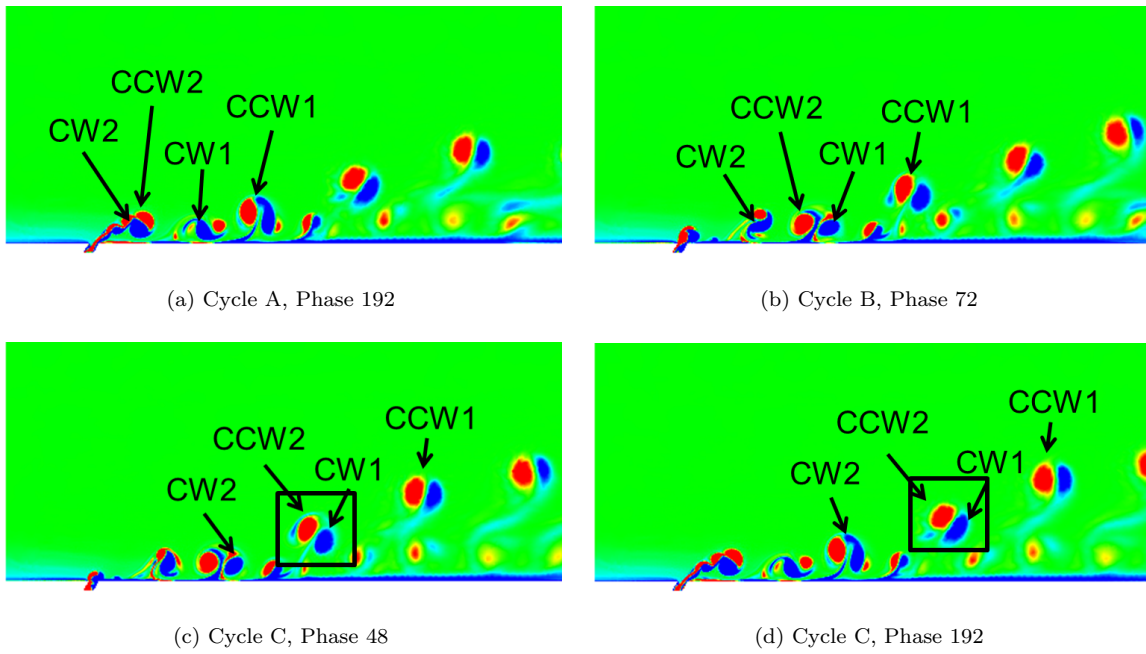 CCW2
CCW1
CW2
CW1
CCW2
CCW1
CW2
CW1
(a) Cycle A, Phase 192
(b) Cycle B, Phase 72
CCW1
CCW2
CW1
CW2
CCW1
CCW2
CW1
CW2
(c) Cycle C, Phase 48
(d) Cycle C, Phase 192